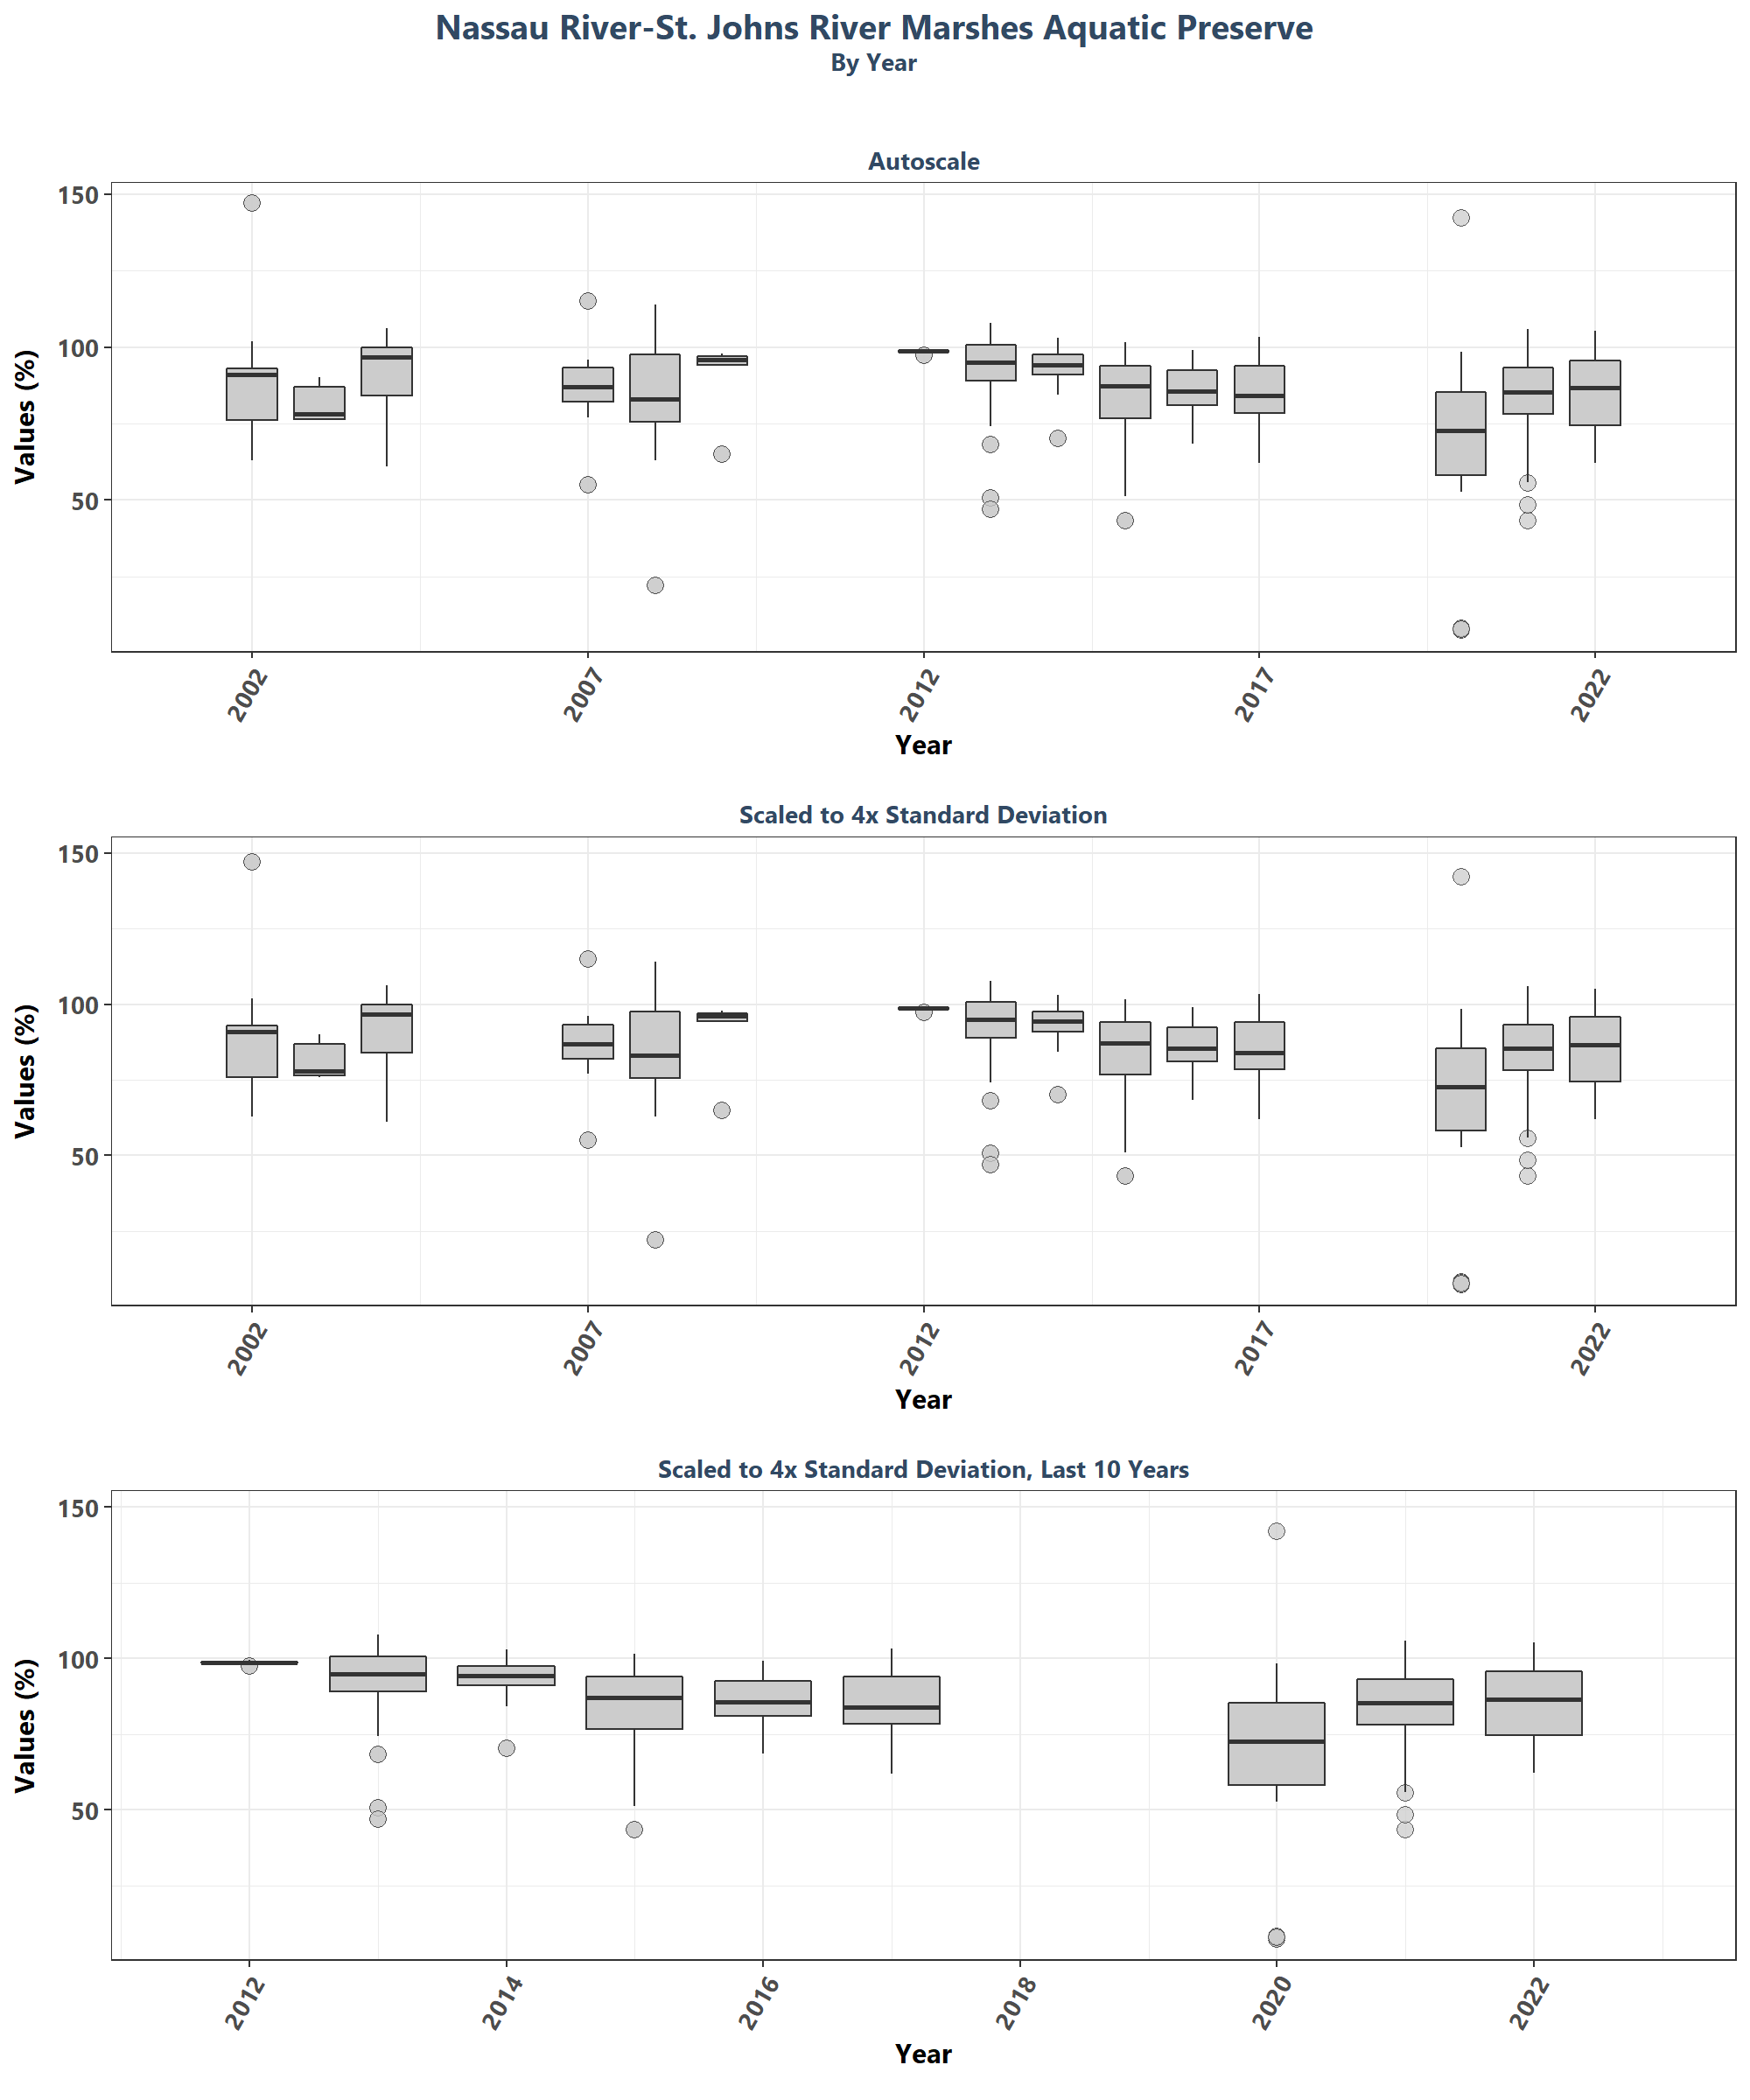 Nassau River-St. Johns River Marshes Aquatic Preserve
By Year
Autoscale
150
100
50
Values (%)
2002 2007 2012 2017 2022
Year
Scaled to 4x Standard Deviation
150
100
50
Values (%)
2002 2007 2012 2017 2022
Year
Scaled to 4x Standard Deviation, Last 10 Years
150
100
50
Values (%)
2012 2014 2016 2018 2020 2022
Year